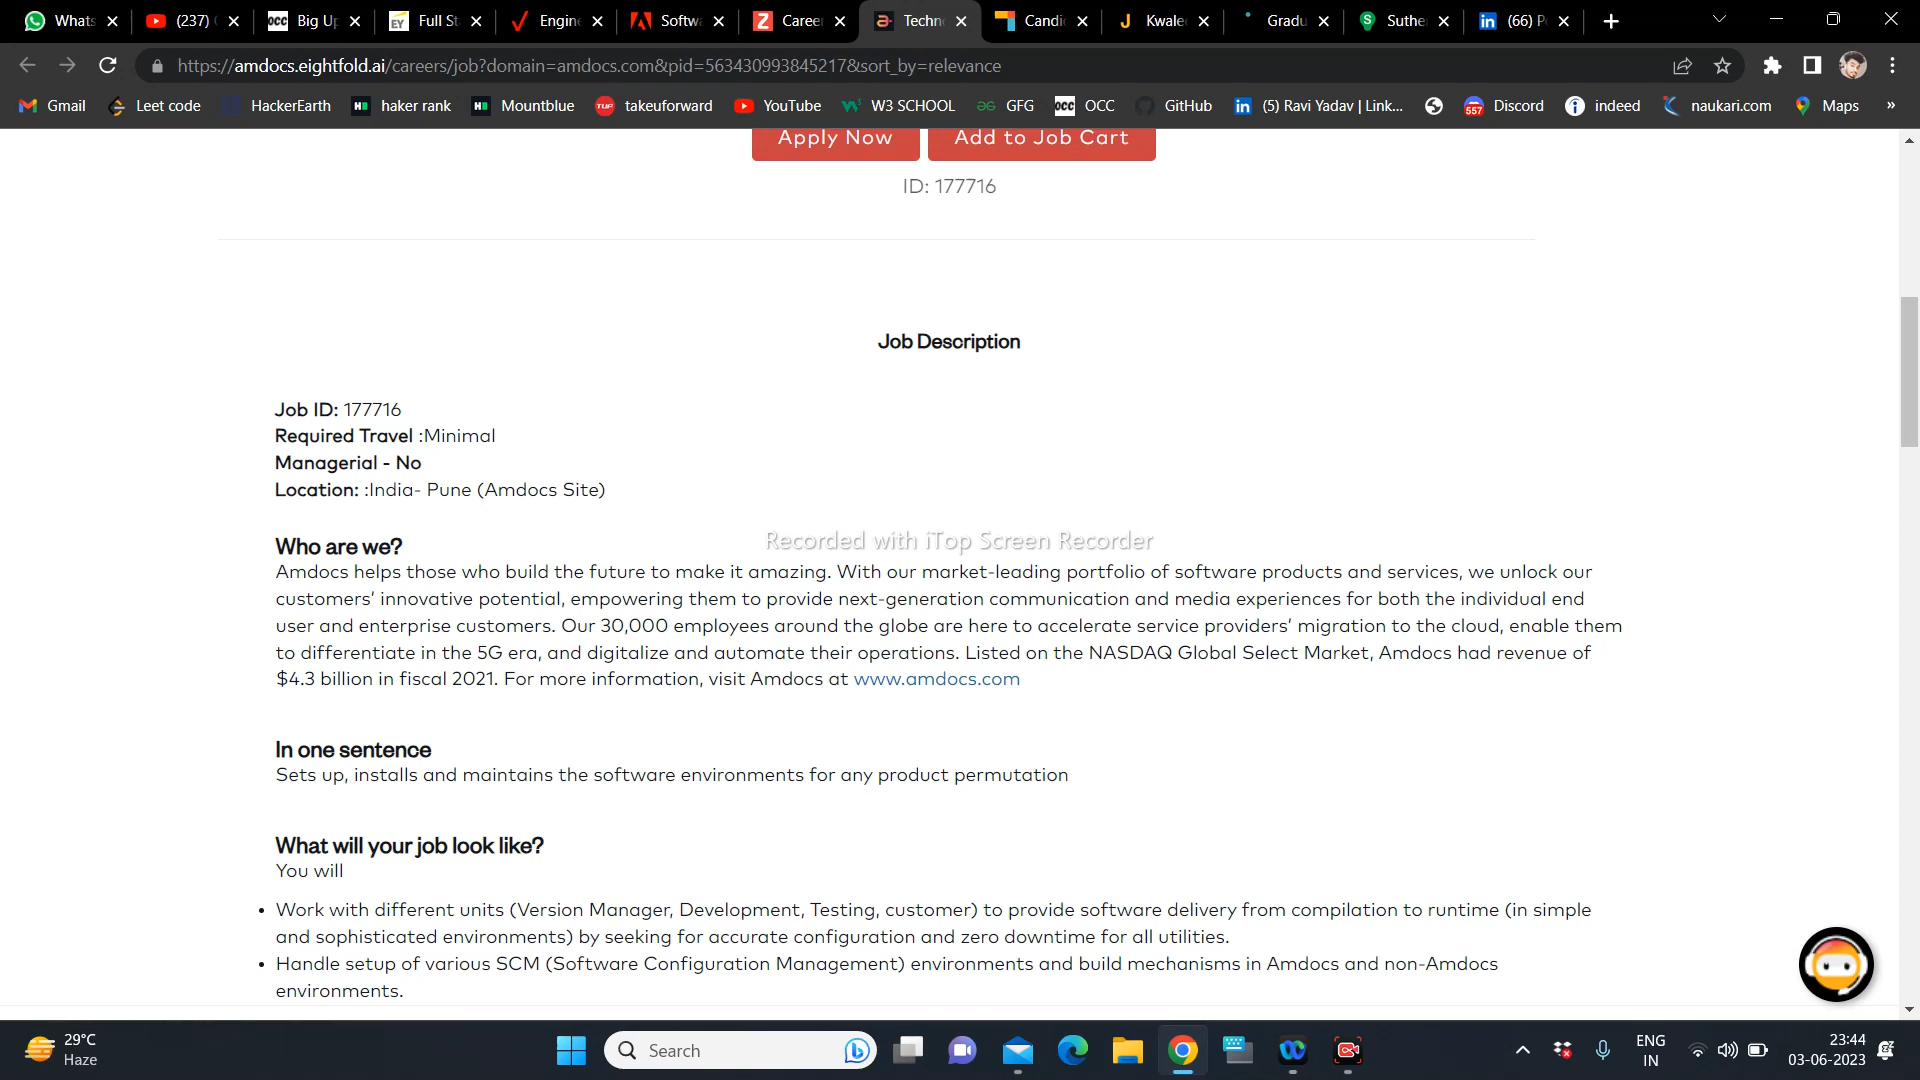 Whats
(237)
Big Up
Full St
Engine
Softwa
Career
Techno
Candi
Kwale
Gradu
Suthe
(66) P
https://amdocs.eightfold.ai/careers/job?domain=amdocs.com&pid=563430993845217&sort_by=relevance
Gmail
Leet code
HackerEarth
haker rank
Mountblue
takeuforward
YouTube
W3 SCHOOL
GFG
OCC
GitHub
(5) Ravi Yadav | Link...
557
Discord
indeed
naukari.com
Maps
»
Apply Now
Add to Job Cart
ID: 177716
Job Description
Job ID: 177716
Required Travel :Minimal
Managerial - No
Location: :India- Pune (Amdocs Site)
Recorded with iTop Screen Recorder
Who are we?
Amdocs helps those who build the future to make it amazing. With our market-leading portfolio of software products and services, we unlock our
customers’ innovative potential, empowering them to provide next-generation communication and media experiences for both the individual end
user and enterprise customers. Our 30,000 employees around the globe are here to accelerate service providers’ migration to the cloud, enable them
to differentiate in the 5G era, and digitalize and automate their operations. Listed on the NASDAQ Global Select Market, Amdocs had revenue of
$4.3 billion in fiscal 2021. For more information, visit Amdocs at www.amdocs.com
In one sentence
Sets up, installs and maintains the software environments for any product permutation
What will your job look like?
You will
• Work with different units (Version Manager, Development, Testing, customer) to provide software delivery from compilation to runtime (in simple
and sophisticated environments) by seeking for accurate configuration and zero downtime for all utilities.
• Handle setup of various SCM (Software Configuration Management) environments and build mechanisms in Amdocs and non-Amdocs
environments.
29°C
Haze
Search
ENG
IN
23:44
03-06-2023